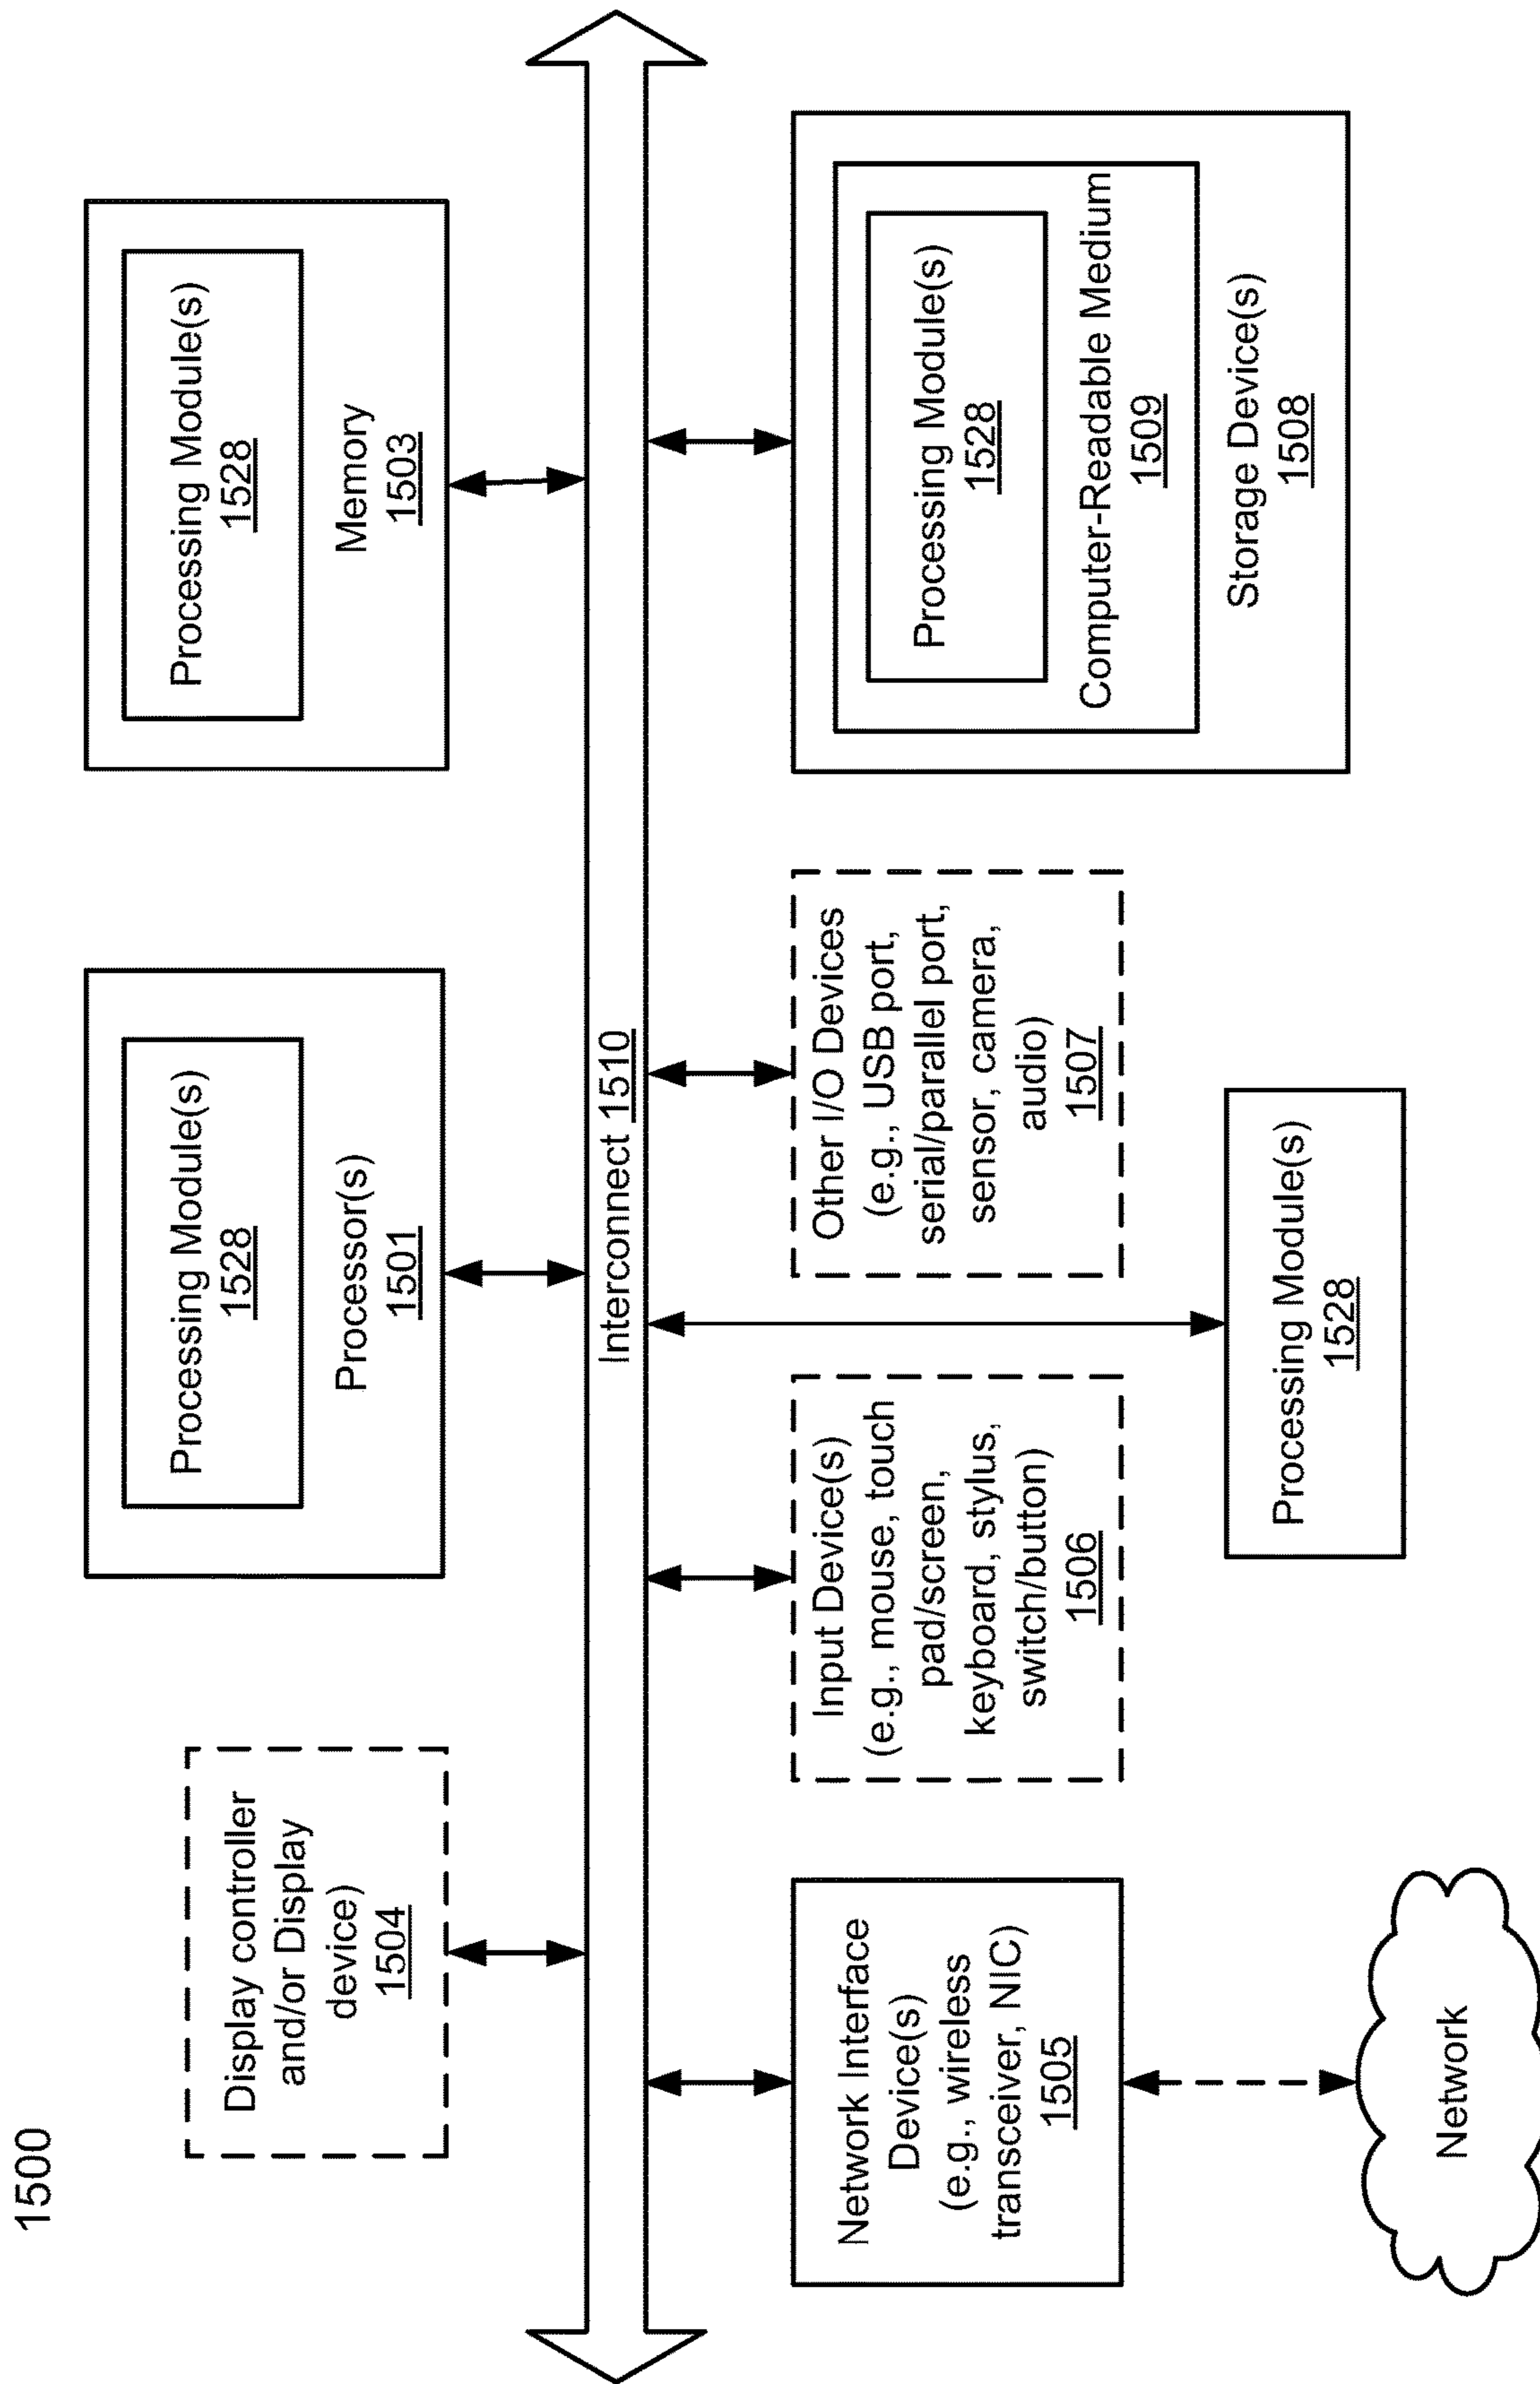 1500
Display controller
and/or Display
device)
1504
Processing Module(s)
1528
Processor(s)
1501
Processing Module(s)
1528
Memory
1503
Interconnect 1510
Network Interface
Device(s)
(e.g., wireless
transceiver, NIC)
1505
Input Device(s)
(e.g., mouse, touch
pad/screen,
keyboard, stylus,
switch/button)
1506
Other I/O Devices
(e.g., USB port,
serial/parallel port,
sensor, camera,
audio)
1507
Processing Module(s)
1528
Computer-Readable Medium
1509
Storage Device(s)
1508
Processing Module(s)
1528
Network